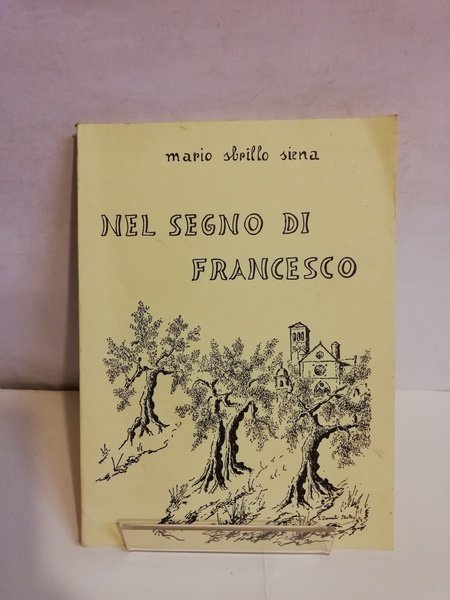 mario sbrillo siena
NEL SEGNO DI
FRANCESCO